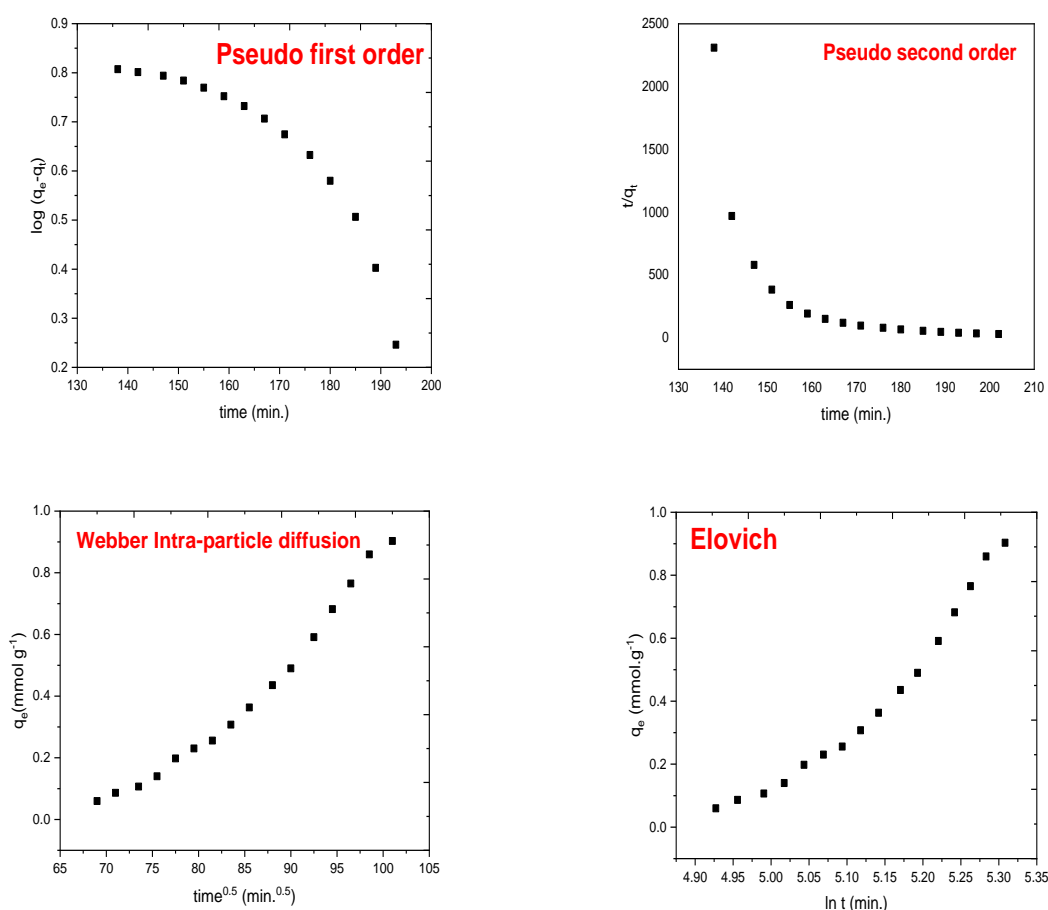 Pseudo first order
0.9
0.8
0.7
0.6
0.5
0.4
0.3
0.2
log (qₑ-qₜ)
130 140 150 160 170 180 190 200
time (min.)
Pseudo second order
2500
2000
1500
1000
500
0
t/qₜ
130 140 150 160 170 180 190 200 210
time (min.)
Webber Intra-particle diffusion
1.0
0.8
0.6
0.4
0.2
0.0
qₑ(mmol g⁻¹)
65 70 75 80 85 90 95 100 105
time⁰·⁵ (min.⁰·⁵)
Elovich
1.0
0.8
0.6
0.4
0.2
0.0
qₑ (mmol.g⁻¹)
4.90 4.95 5.00 5.05 5.10 5.15 5.20 5.25 5.30 5.35
ln t (min.)